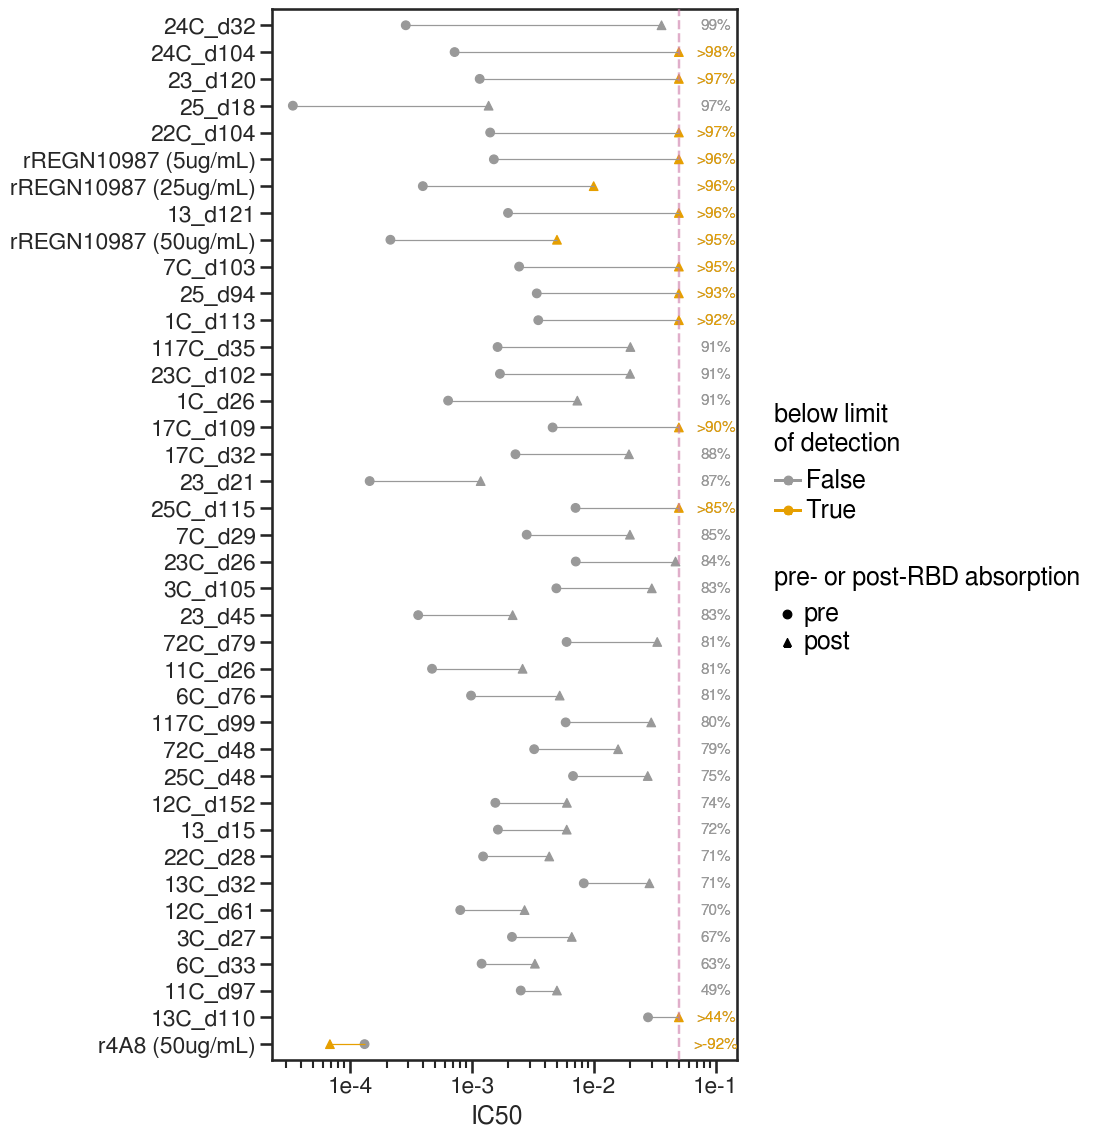 24C_d32 99%
24C_d104 >98%
23_d120 >97%
25_d18 97%
22C_d104 >97%
rREGN10987 (5ug/mL) >96%
rREGN10987 (25ug/mL) >96%
13_d121 >96%
rREGN10987 (50ug/mL) >95%
7C_d103 >95%
25_d94 >93%
1C_d113 >92%
117C_d35 91%
23C_d102 91%
1C_d26 91%
17C_d109 >90%
17C_d32 88%
23_d21 87%
25C_d115 >85%
7C_d29 85%
23C_d26 84%
3C_d105 83%
23_d45 83%
72C_d79 81%
11C_d26 81%
6C_d76 81%
117C_d99 80%
72C_d48 79%
25C_d48 75%
12C_d152 74%
13_d15 72%
22C_d28 71%
13C_d32 71%
12C_d61 70%
3C_d27 67%
6C_d33 63%
11C_d97 49%
13C_d110 >44%
r4A8 (50ug/mL) >-92%
1e-4 1e-3 1e-2 1e-1
IC50
below limit
of detection
False
True
pre- or post-RBD absorption
pre
post